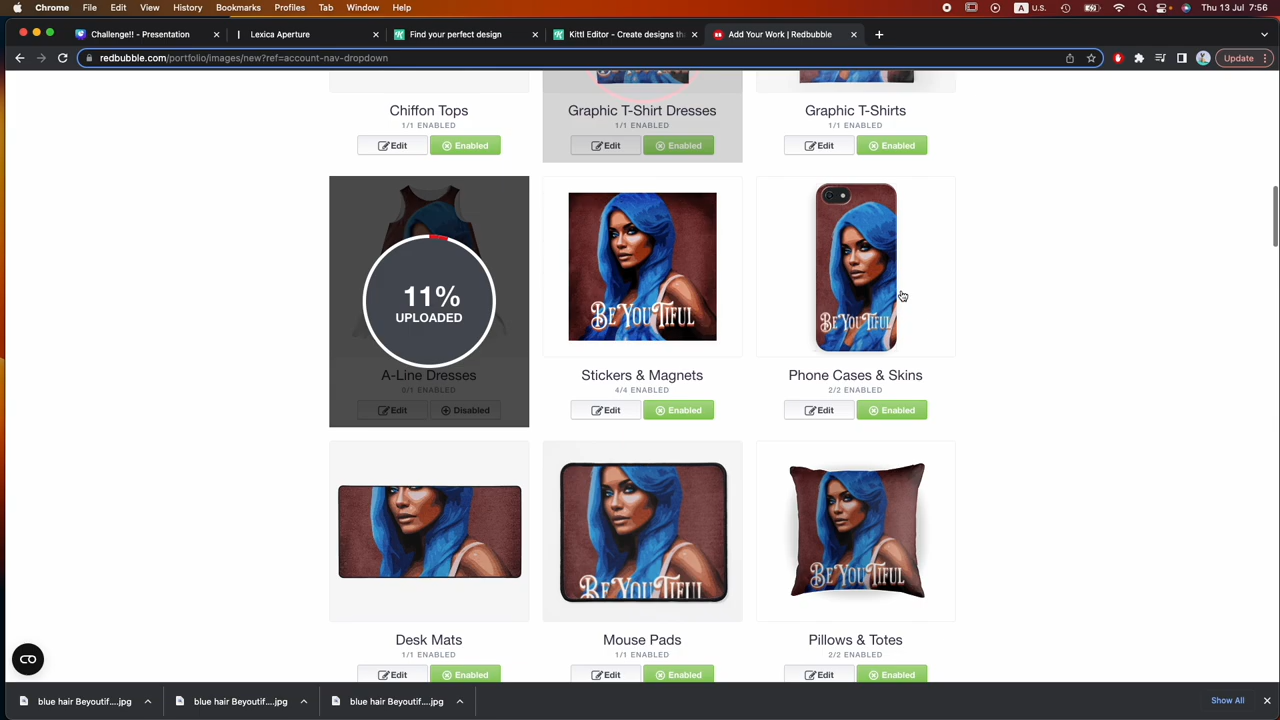 Chrome File Edit View History Bookmarks Profiles Tab Window Help A U.S. Thu 13 Jul 7:56
Challenge!! - Presentation Lexica Aperture Find your perfect design Kittl Editor - Create designs th Add Your Work | Redbubble
redbubble.com/portfolio/images/new?ref=account-nav-dropdown Update
Chiffon Tops Graphic T-Shirt Dresses Graphic T-Shirts
1/1 ENABLED 1/1 ENABLED 1/1 ENABLED
Edit Enabled Edit Enabled Edit Enabled
11%
UPLOADED
BEYOUTIFUL
BEYOUTIFUL
A-Line Dresses Stickers & Magnets Phone Cases & Skins
0/1 ENABLED 4/4 ENABLED 2/2 ENABLED
Edit Disabled Edit Enabled Edit Enabled
BEYOUTIFUL
BEYOUTIFUL
Desk Mats Mouse Pads Pillows & Totes
1/1 ENABLED 1/1 ENABLED 2/2 ENABLED
Edit Enabled Edit Enabled Edit Enabled
blue hair Beyoutif....jpg blue hair Beyoutif....jpg blue hair Beyoutif....jpg Show All